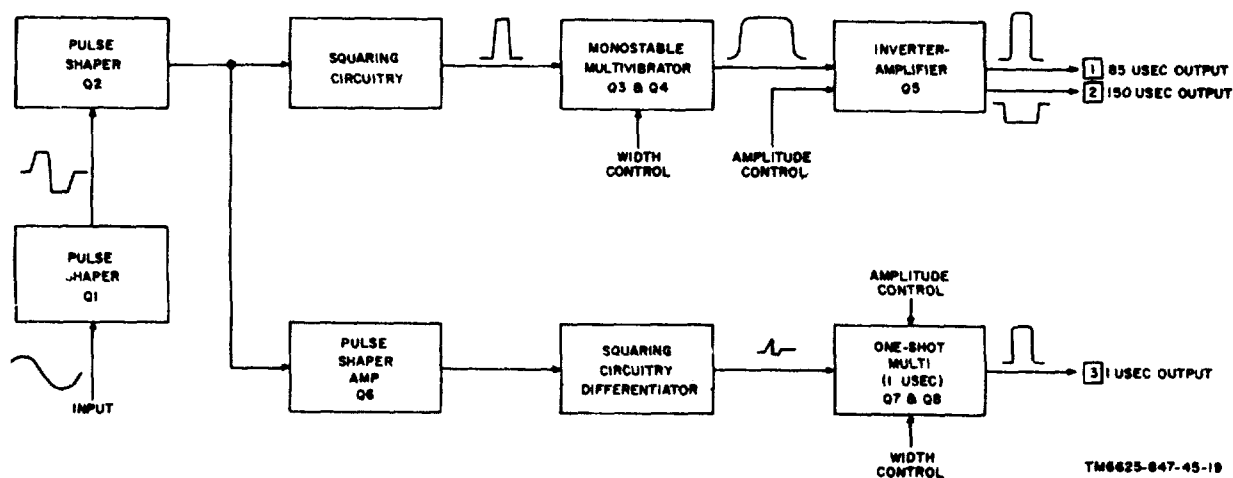 PULSE
SHAPER
Q2
SQUARING
CIRCUITRY
MONOSTABLE
MULTIVIBRATOR
Q3 & Q4
INVERTER-
AMPLIFIER
Q5
1 85 USEC OUTPUT
2 150 USEC OUTPUT
WIDTH
CONTROL
AMPLITUDE
CONTROL
PULSE
SHAPER
Q1
INPUT
PULSE
SHAPER
AMP
Q6
SQUARING
CIRCUITRY
DIFFERENTIATOR
AMPLITUDE
CONTROL
ONE-SHOT
MULTI
(1 USEC)
Q7 & Q8
3 1 USEC OUTPUT
WIDTH
CONTROL
TM6625-647-45-19